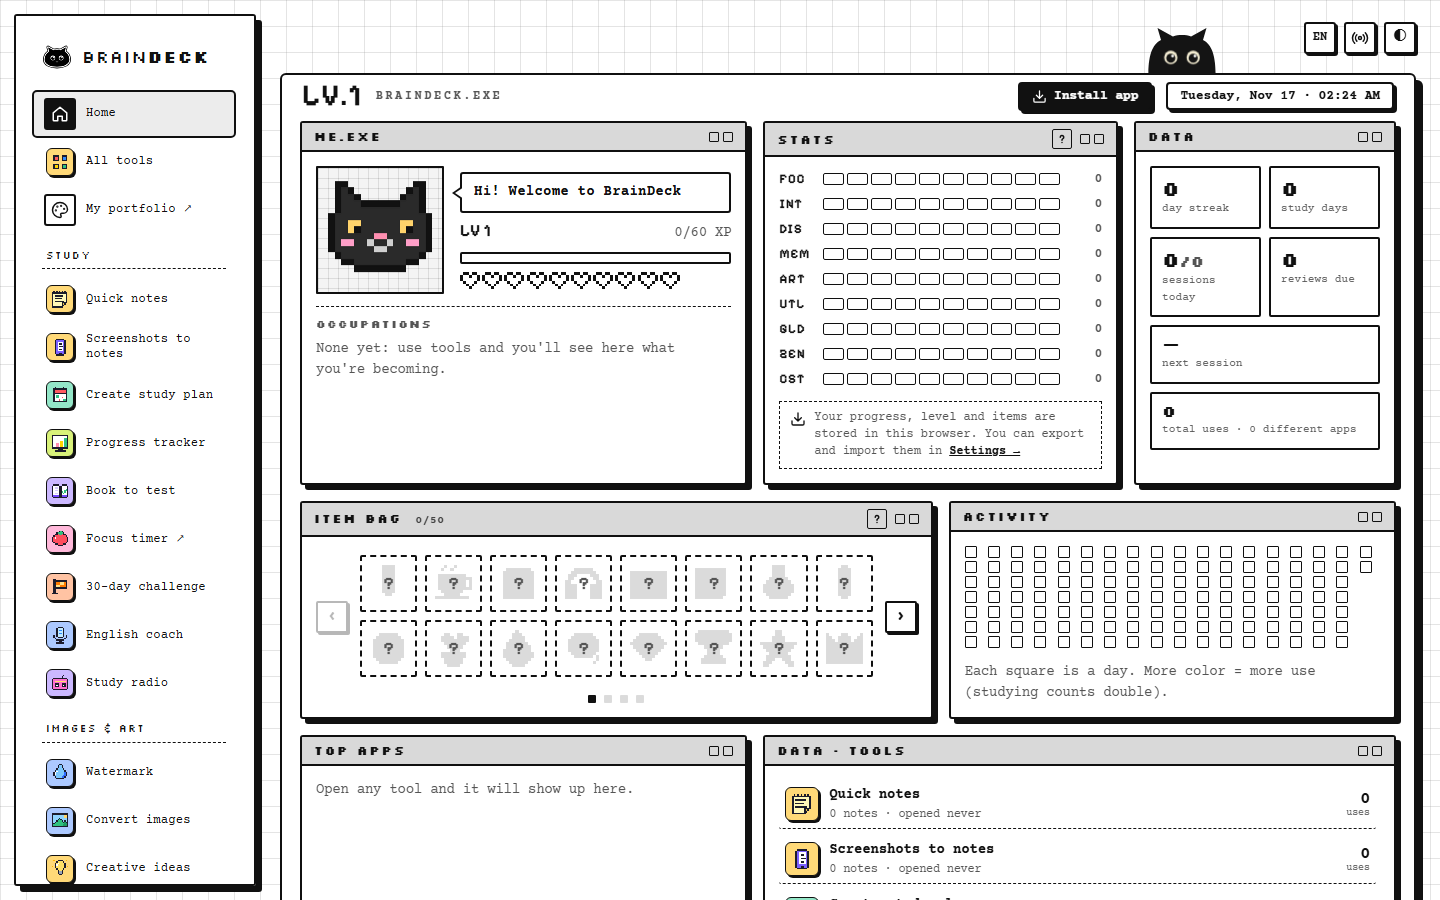 BRAINDECK
Home
All tools
My portfolio ↗
STUDY
Quick notes
Screenshots to
notes
Create study plan
Progress tracker
Book to test
Focus timer ↗
30-day challenge
English coach
Study radio
IMAGES & ART
Watermark
Convert images
Creative ideas
EN
LV.1 BRAINDECK.EXE
Install app
Tuesday, Nov 17 · 02:24 AM
ME.EXE
Hi! Welcome to BrainDeck
LV 1 0/60 XP
OCCUPATIONS
None yet: use tools and you'll see here what
you're becoming.
STATS ?
FOC 0
INT 0
DIS 0
MEM 0
ART 0
UTL 0
GLD 0
ZEN 0
OST 0
Your progress, level and items are
stored in this browser. You can export
and import them in Settings →
DATA
0
day streak
0
study days
0/0
sessions
today
0
reviews due
—
next session
0
total uses · 0 different apps
ITEM BAG 0/50 ?
? ? ? ? ? ? ? ?
‹ ›
? ? ? ? ? ? ? ?
ACTIVITY
Each square is a day. More color = more use
(studying counts double).
TOP APPS
Open any tool and it will show up here.
DATA · TOOLS
Quick notes
0 notes · opened never
0
uses
Screenshots to notes
0 notes · opened never
0
uses